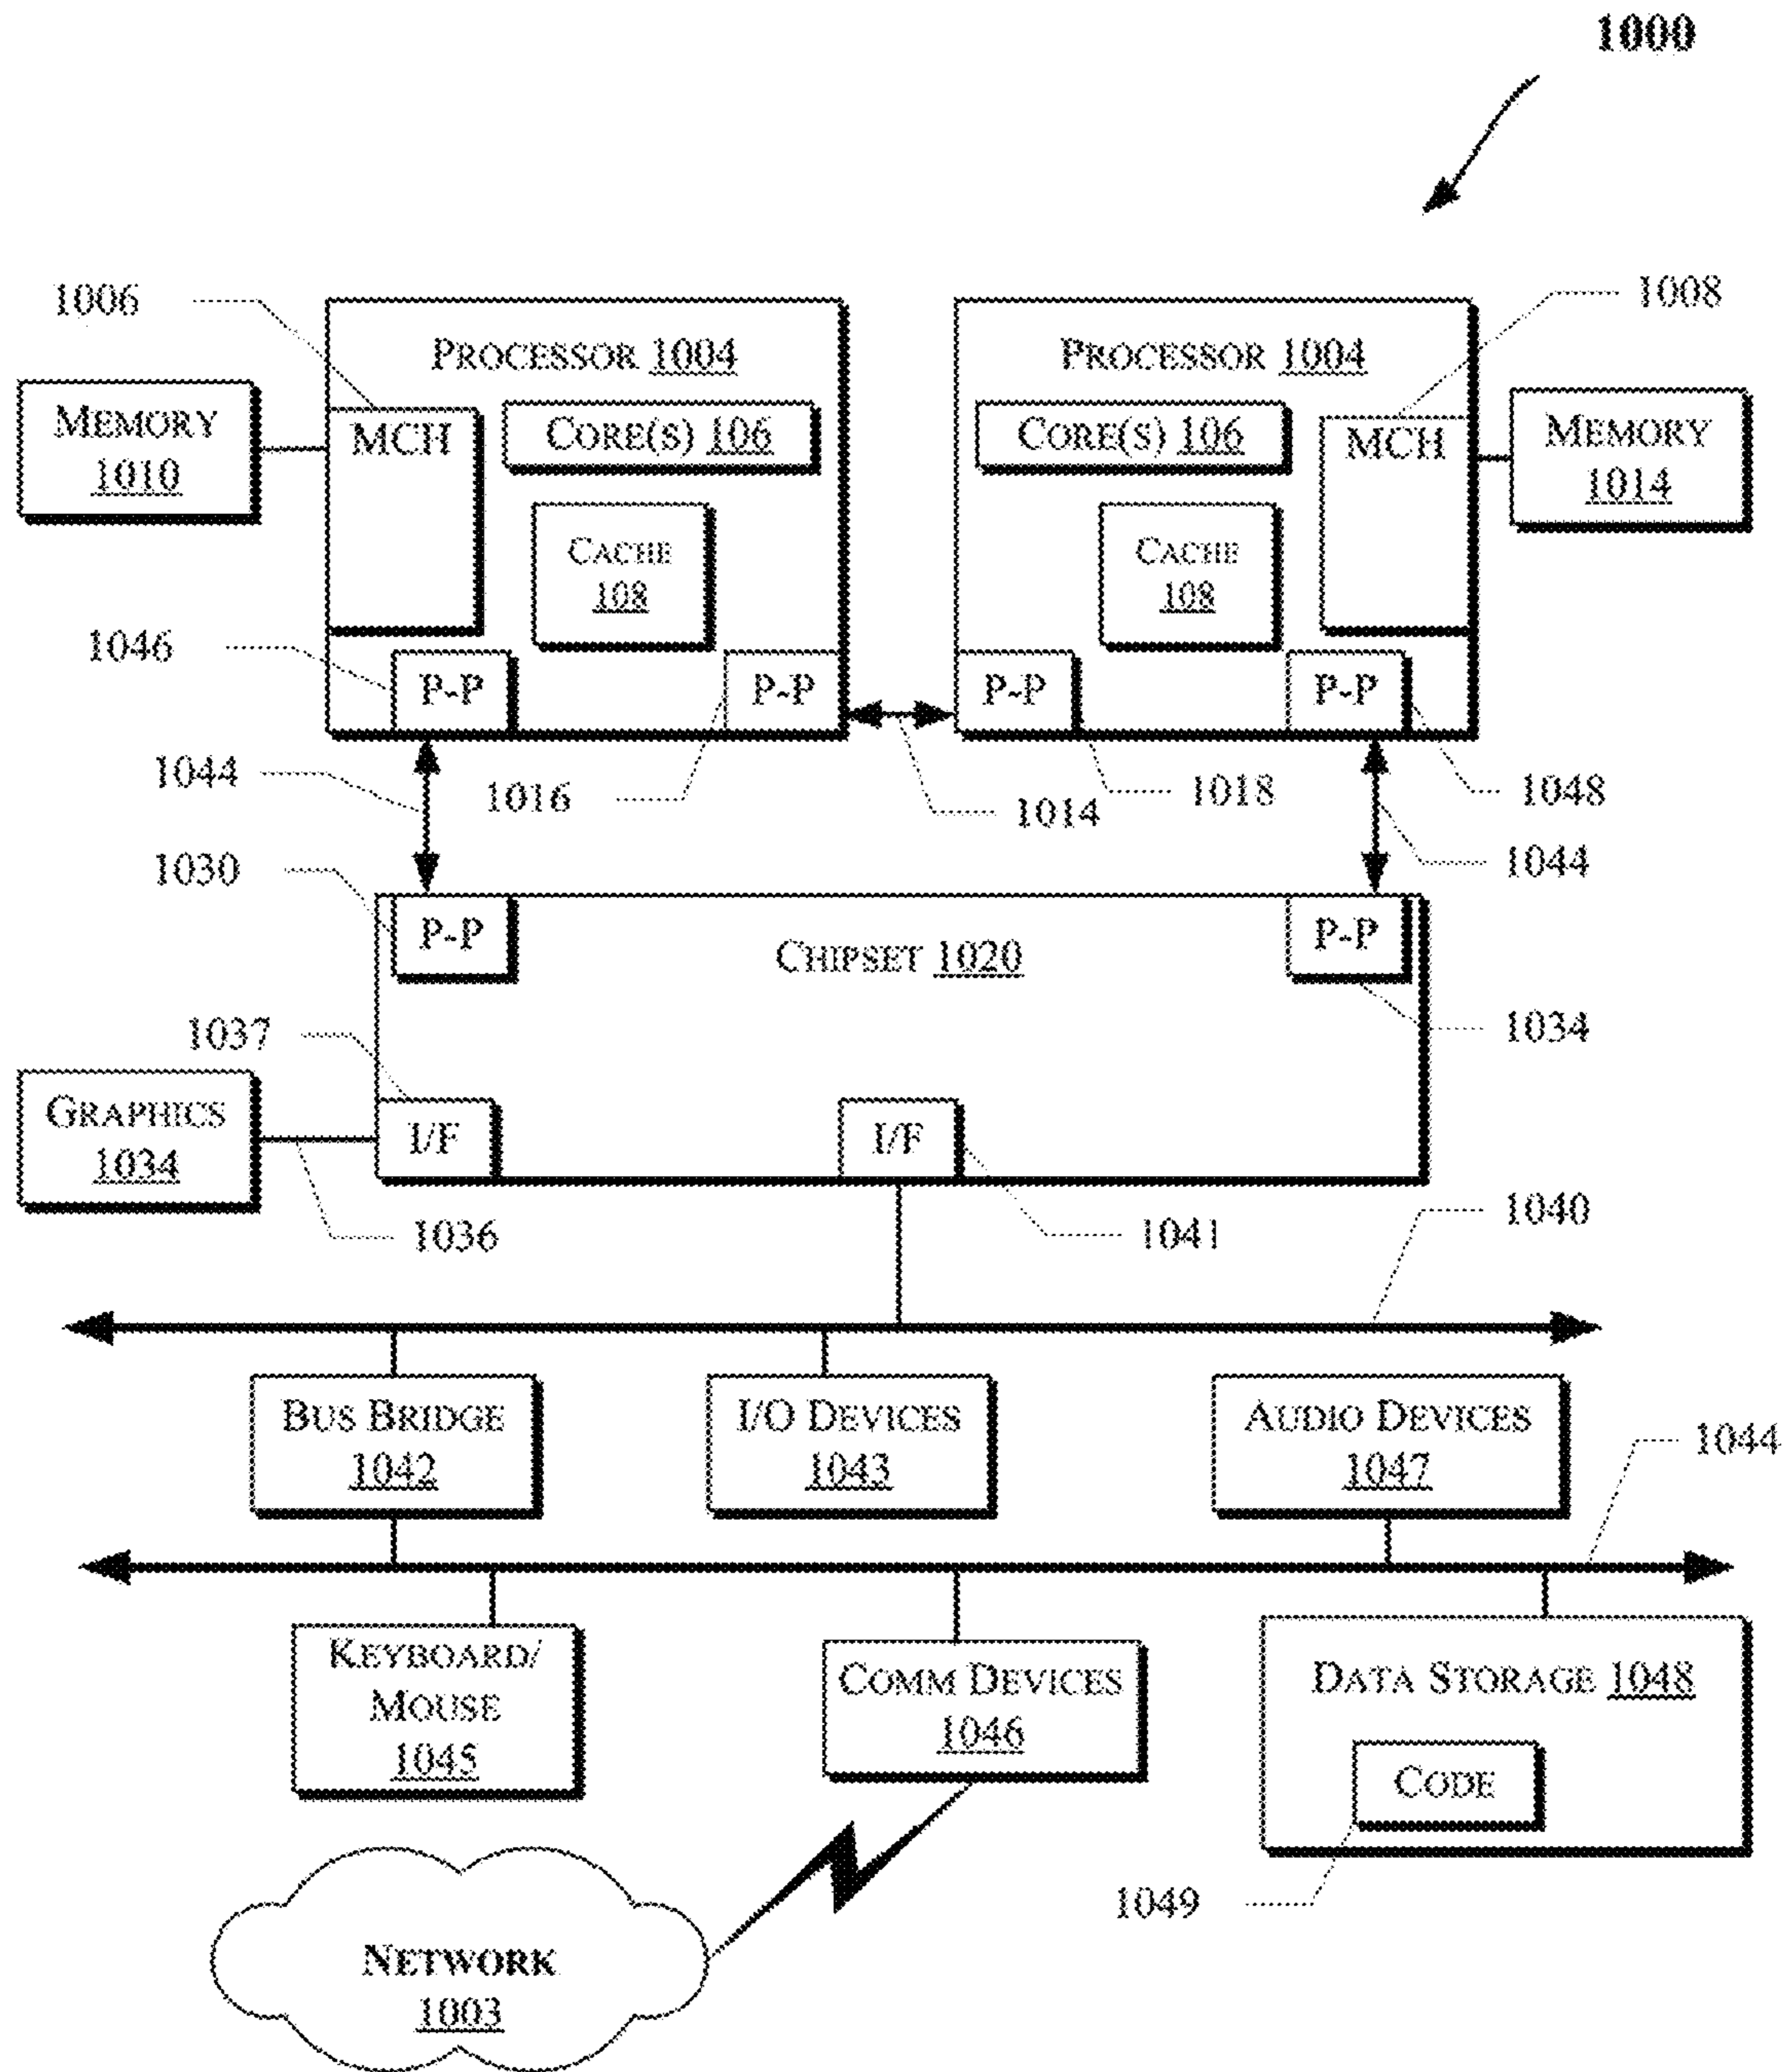 1000
1006
1008
PROCESSOR 1004
PROCESSOR 1004
MEMORY
1010
MCH
CORE(S) 106
CORE(S) 106
MCH
MEMORY
1014
CACHE
108
CACHE
108
1046
P-P
P-P
P-P
P-P
1044
1016
1014
1018
1048
1044
1030
P-P
CHIPSET 1020
P-P
1034
1037
GRAPHICS
1034
I/F
I/F
1036
1041
1040
BUS BRIDGE
1042
I/O DEVICES
1043
AUDIO DEVICES
1047
1044
KEYBOARD/
MOUSE
1045
COMM DEVICES
1046
DATA STORAGE 1048
CODE
1049
NETWORK
1003